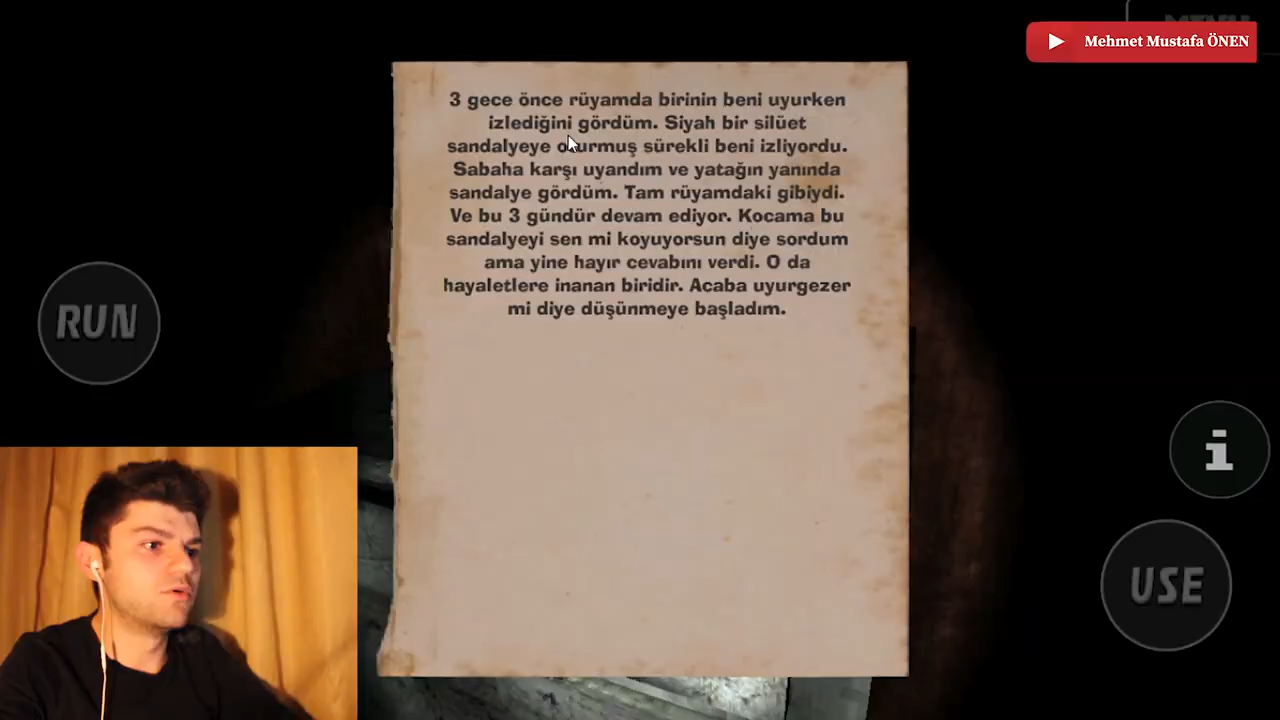 MENU
Mehmet Mustafa ÖNEN
3 gece önce rüyamda birinin beni uyurken
izlediğini gördüm. Siyah bir silüet
sandalyeye oturmuş sürekli beni izliyordu.
Sabaha karşı uyandım ve yatağın yanında
sandalye gördüm. Tam rüyamdaki gibiydi.
Ve bu 3 gündür devam ediyor. Kocama bu
sandalyeyi sen mi koyuyorsun diye sordum
ama yine hayır cevabını verdi. O da
hayaletlere inanan biridir. Acaba uyurgezer
mi diye düşünmeye başladım.
RUN
i
USE